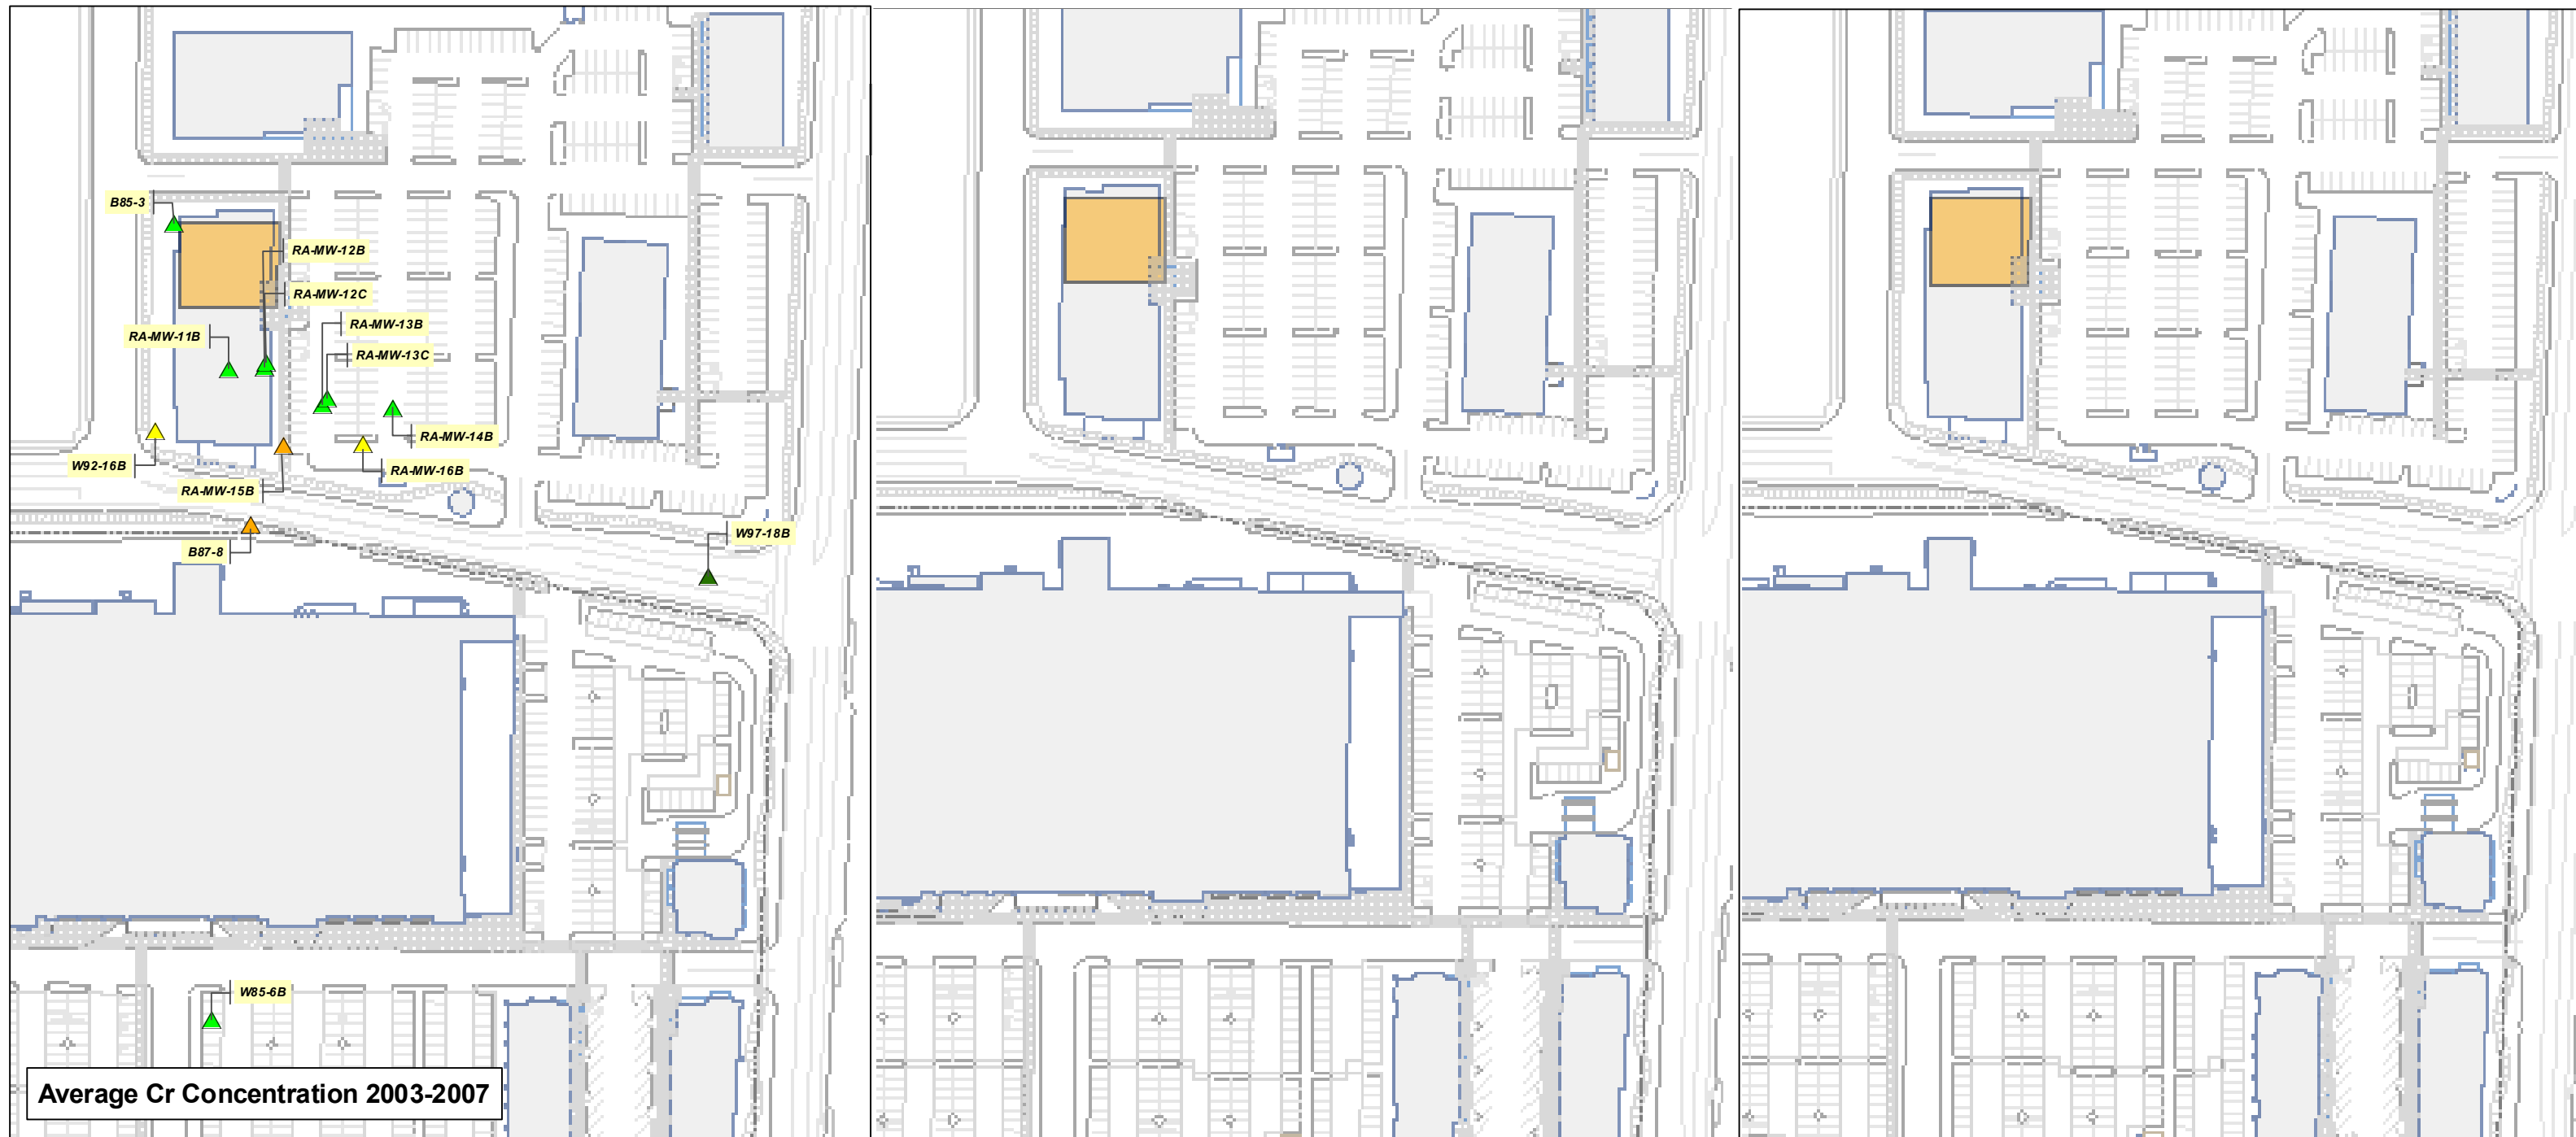 B85-3
RA-MW-12B
RA-MW-12C
RA-MW-13B
RA-MW-11B
RA-MW-13C
RA-MW-14B
W92-16B
RA-MW-16B
RA-MW-15B
W97-18B
B87-8
W85-6B
Average Cr Concentration 2003-2007